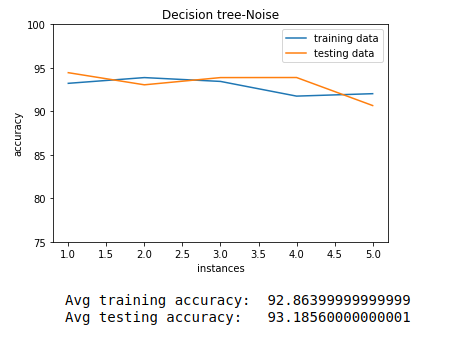 Decision tree-Noise
100
95
90
85
80
75
accuracy
training data
testing data
1.0 1.5 2.0 2.5 3.0 3.5 4.0 4.5 5.0
instances
Avg training accuracy: 92.86399999999999
Avg testing accuracy: 93.18560000000001